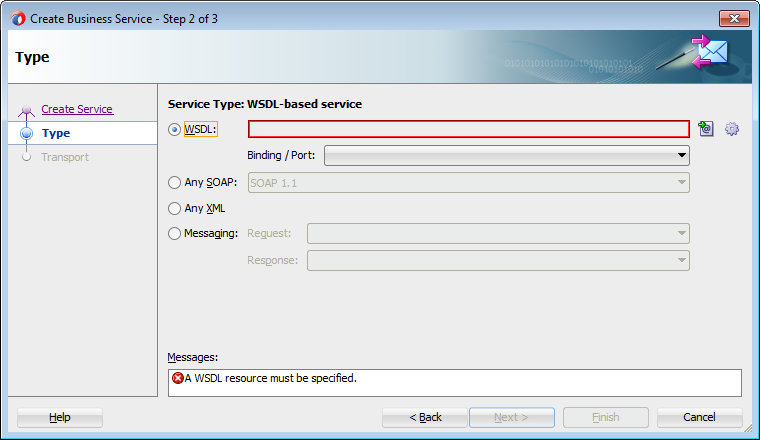 Create Business Service - Step 2 of 3
Type
Create Service
Type
Transport
Service Type: WSDL-based service
WSDL:
Binding / Port:
Any SOAP: SOAP 1.1
Any XML
Messaging: Request:
Response:
Messages:
A WSDL resource must be specified.
Help < Back Next > Finish Cancel